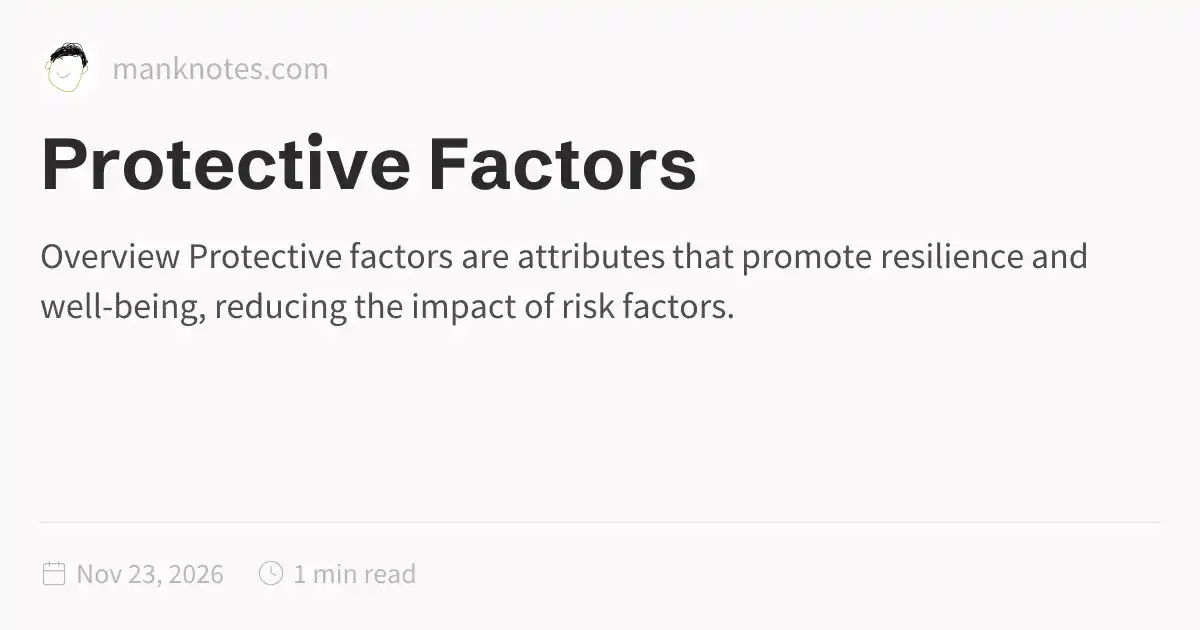 manknotes.com
Protective Factors
Overview Protective factors are attributes that promote resilience and
well-being, reducing the impact of risk factors.
Nov 23, 2026 1 min read